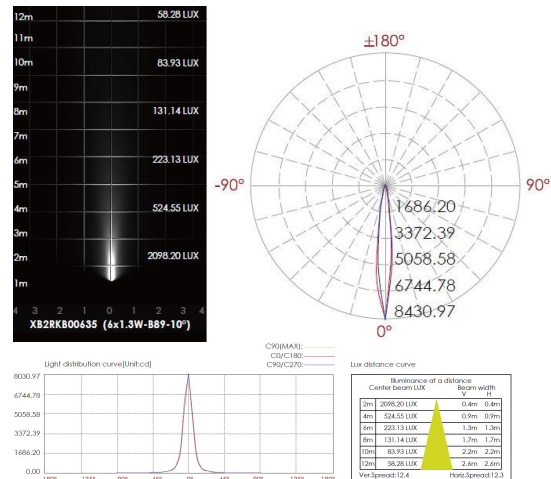 12m 58.28 LUX
11m
10m 83.93 LUX
9m
8m 131.14 LUX
7m
6m 223.13 LUX
5m
4m 524.55 LUX
3m
2m 2098.20 LUX
1m
4 3 2 1 0 1 2 3 4
XB2RKB00635 (6x1.3W-B89-10°)
±180°
-90° 90°
1686.20
3372.39
5058.58
6744.78
8430.97
0°
C90(MAX):
C0/C180:
C90/C270:
Light distribution curve[Unit:cd]
8030.97
6744.78
5058.58
3372.39
1686.20
0.00
Lux distance curve
Illuminance at a distance
Center beam LUX Beam width
V H
2m 2098.20 LUX 0.4m 0.4m
4m 524.55 LUX 0.9m 0.9m
6m 223.13 LUX 1.3m 1.3m
8m 131.14 LUX 1.7m 1.7m
10m 83.93 LUX 2.2m 2.2m
12m 58.28 LUX 2.6m 2.6m
Ver.Spread:12.4 Horiz.Spread:12.3